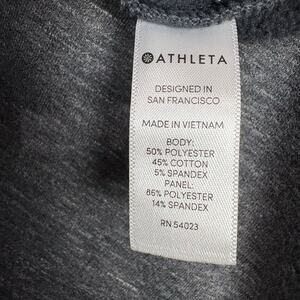 ATHLETA
DESIGNED IN
SAN FRANCISCO
MADE IN VIETNAM
BODY:
50% POLYESTER
45% COTTON
5% SPANDEX
PANEL:
86% POLYESTER
14% SPANDEX
RN 54023